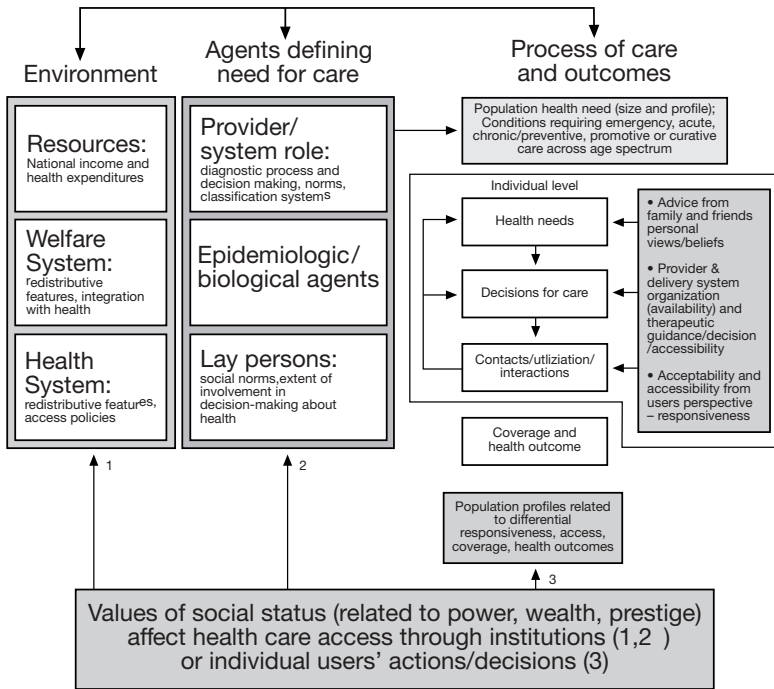 Environment
Agents defining
need for care
Process of care
and outcomes
Resources:
National income and
health expenditures
Welfare
System:
redistributive
features, integration
with health
Health
System:
redistributive features,
access policies
1
Provider/
system role:
diagnostic process and
decision making, norms,
classification systems
Epidemiologic/
biological agents
Lay persons:
social norms,extent of
involvement in
decision-making about
health
2
Population health need (size and profile);
Conditions requiring emergency, acute,
chronic/preventive, promotive or curative
care across age spectrum
Individual level
Health needs
Decisions for care
Contacts/utliziation/
interactions
• Advice from
family and friends
personal
views/beliefs
• Provider &
delivery system
organization
(availability) and
therapeutic
guidance/decision
/accessibility
• Acceptability and
accessibility from
users perspective
– responsiveness
Coverage and
health outcome
Population profiles related
to differential
responsiveness, access,
coverage, health outcomes
3
Values of social status (related to power, wealth, prestige)
affect health care access through institutions (1,2 )
or individual users’ actions/decisions (3)